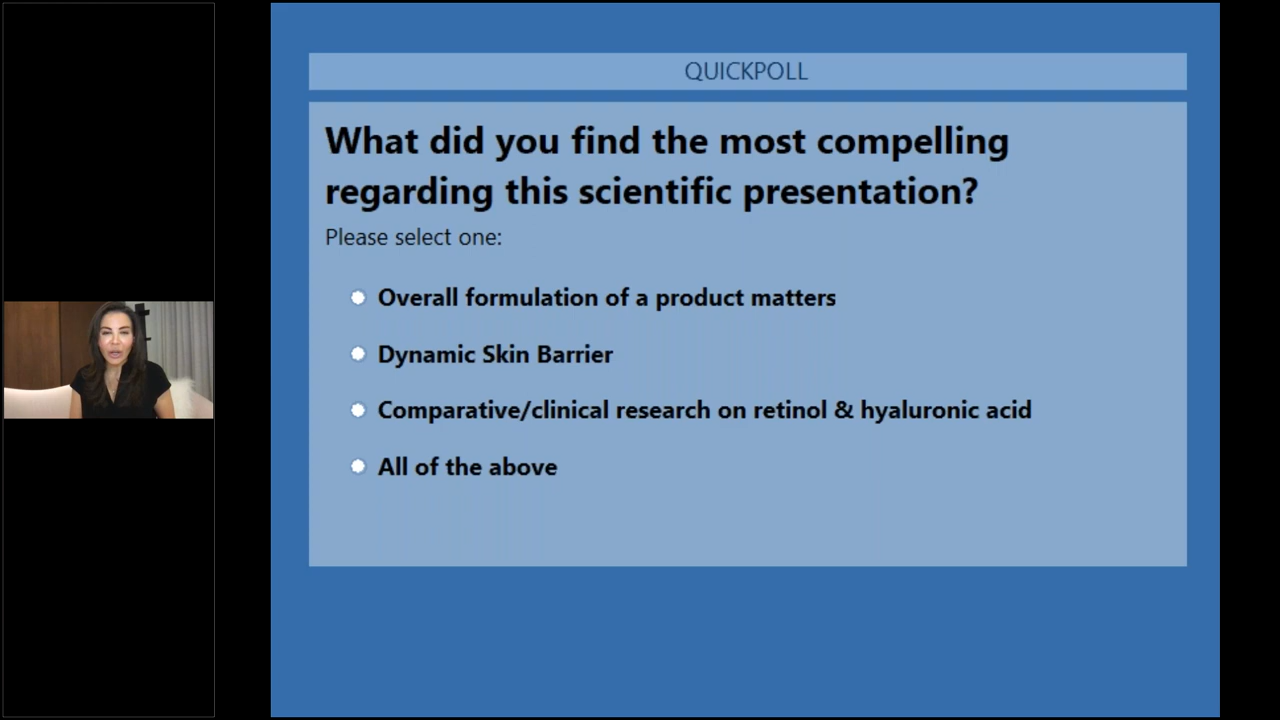 QUICKPOLL
What did you find the most compelling
regarding this scientific presentation?
Please select one:
Overall formulation of a product matters
Dynamic Skin Barrier
Comparative/clinical research on retinol & hyaluronic acid
All of the above